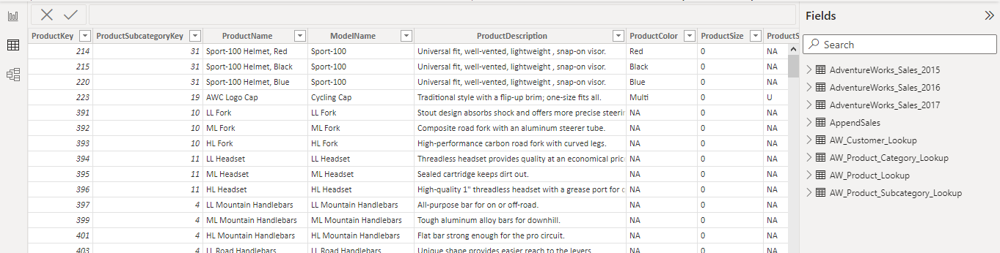 Fields
Search
ProductKey ProductSubcategoryKey ProductName ModelName ProductDescription ProductColor ProductSize ProductS
214 31 Sport-100 Helmet, Red Sport-100 Universal fit, well-vented, lightweight , snap-on visor. Red 0 NA
215 31 Sport-100 Helmet, Black Sport-100 Universal fit, well-vented, lightweight , snap-on visor. Black 0 NA
220 31 Sport-100 Helmet, Blue Sport-100 Universal fit, well-vented, lightweight , snap-on visor. Blue 0 NA
223 19 AWC Logo Cap Cycling Cap Traditional style with a flip-up brim; one-size fits all. Multi 0 U
391 10 LL Fork LL Fork Stout design absorbs shock and offers more precise steerin NA 0 NA
392 10 ML Fork ML Fork Composite road fork with an aluminum steerer tube. NA 0 NA
393 10 HL Fork HL Fork High-performance carbon road fork with curved legs. NA 0 NA
394 11 LL Headset LL Headset Threadless headset provides quality at an economical pric NA 0 NA
395 11 ML Headset ML Headset Sealed cartridge keeps dirt out. NA 0 NA
396 11 HL Headset HL Headset High-quality 1" threadless headset with a grease port for NA 0 NA
397 4 LL Mountain Handlebars LL Mountain Handlebars All-purpose bar for on or off-road. NA 0 NA
399 4 ML Mountain Handlebars ML Mountain Handlebars Tough aluminum alloy bars for downhill. NA 0 NA
401 4 HL Mountain Handlebars HL Mountain Handlebars Flat bar strong enough for the pro circuit. NA 0 NA
403 4 LL Road Handlebars LL Road Handlebars Unique shape provides easier reach to the levers NA 0 NA
AdventureWorks_Sales_2015
AdventureWorks_Sales_2016
AdventureWorks_Sales_2017
AppendSales
AW_Customer_Lookup
AW_Product_Category_Lookup
AW_Product_Lookup
AW_Product_Subcategory_Lookup